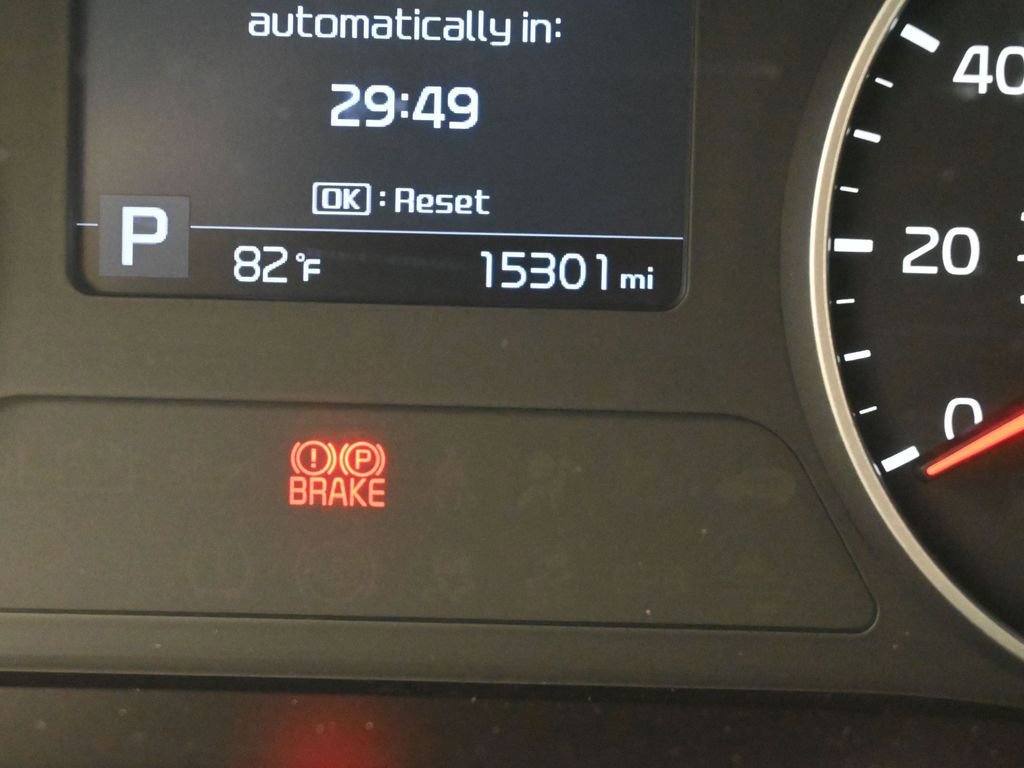 automatically in:
29:49
OK : Reset
P
82°F 15301 mi
! P
BRAKE
40
20
0